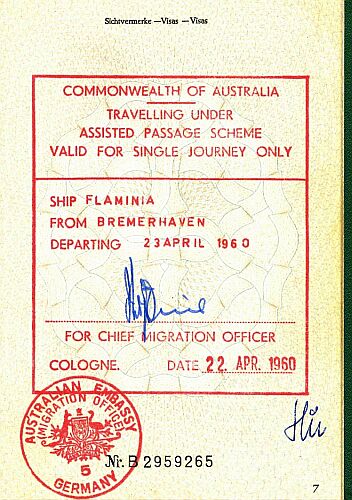 Sichtvermerke —Visas —Visas
COMMONWEALTH OF AUSTRALIA
TRAVELLING UNDER
ASSISTED PASSAGE SCHEME
VALID FOR SINGLE JOURNEY ONLY
SHIP FLAMINIA
FROM BREMERHAVEN
DEPARTING 23 APRIL 1960
FOR CHIEF MIGRATION OFFICER
COLOGNE. DATE 22. APR. 1960
AUSTRALIAN EMBASSY
MIGRATION OFFICE
5
GERMANY
Nr. B 2959265
7